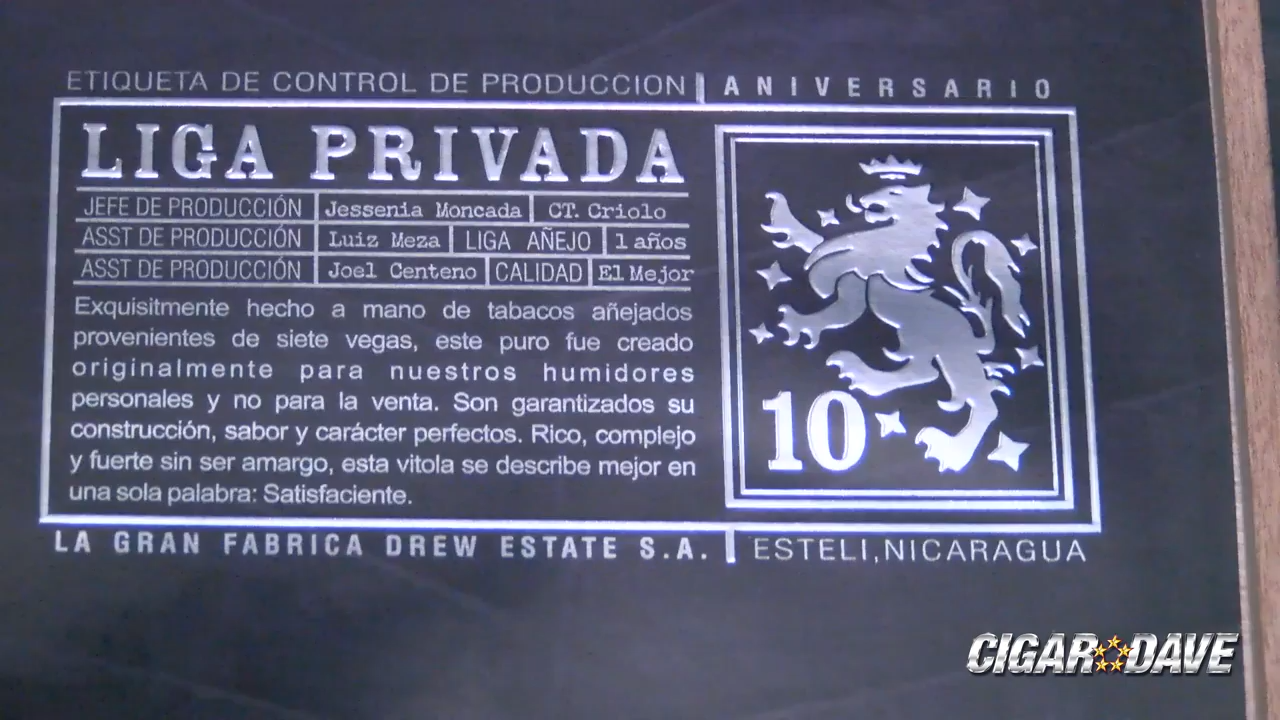 ETIQUETA DE CONTROL DE PRODUCCION | ANIVERSARIO
LIGA PRIVADA
JEFE DE PRODUCCIÓN | Jessenia Moncada | CT. Criolo
ASST DE PRODUCCIÓN | Luiz Meza | LIGA AÑEJO | 1 años
ASST DE PRODUCCIÓN | Joel Centeno | CALIDAD | El Mejor
Exquisitmente hecho a mano de tabacos añejados
provenientes de siete vegas, este puro fue creado
originalmente para nuestros humidores
personales y no para la venta. Son garantizados su
construcción, sabor y carácter perfectos. Rico, complejo
y fuerte sin ser amargo, esta vitola se describe mejor en
una sola palabra: Satisfaciente.
10
LA GRAN FABRICA DREW ESTATE S.A. | ESTELI, NICARAGUA
CIGAR DAVE